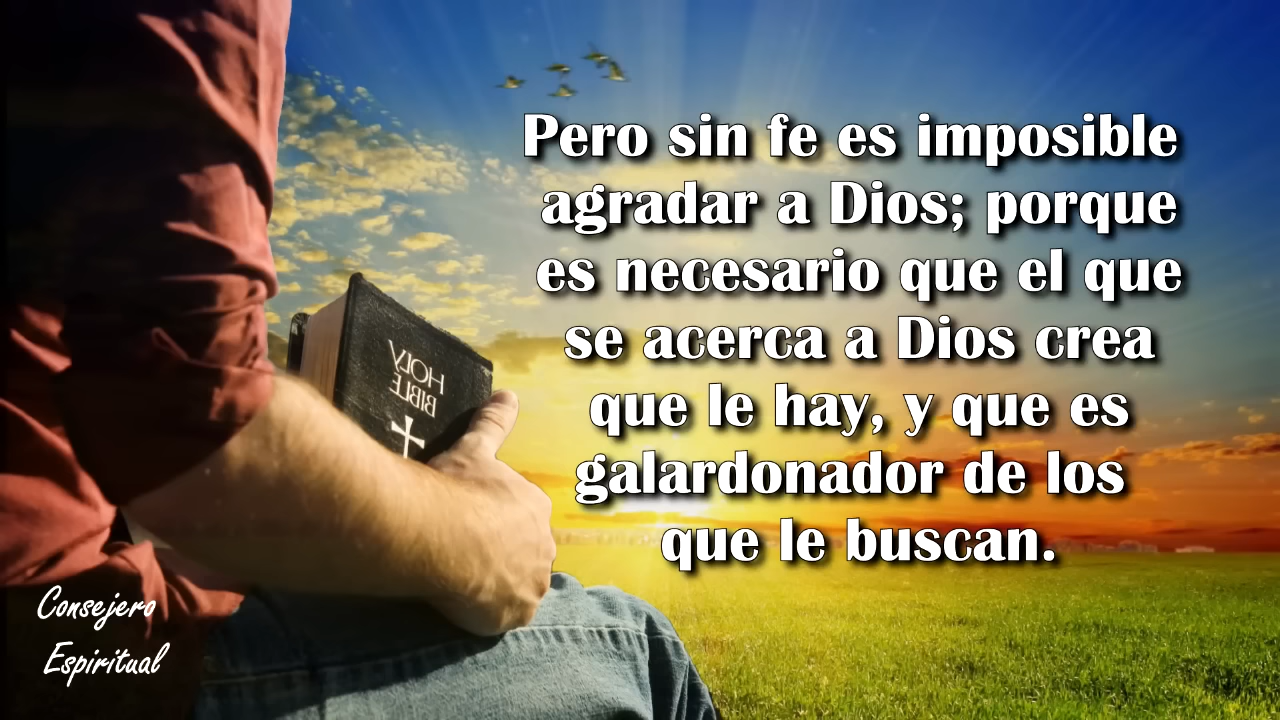 Pero sin fe es imposible
agradar a Dios; porque
es necesario que el que
se acerca a Dios crea
que le hay, y que es
galardonador de los
que le buscan.
HOLY
BIBLE
Consejero
Espiritual